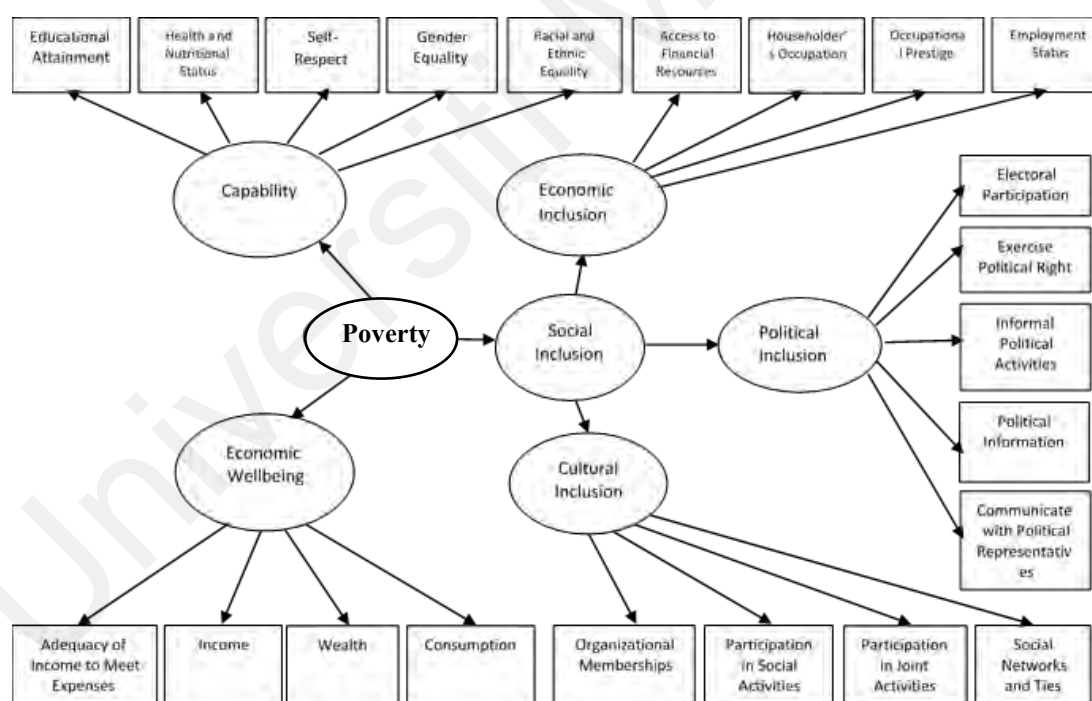 Educational
Attainment
Health and
Nutritional
Status
Self-
Respect
Gender
Equality
Racial and
Ethnic
Equality
Access to
Financial
Resourses
Householder'
s Occupation
Occupationa
l Prestige
Employment
Status
Capability
Economic
Inclusion
Electoral
Participation
Exercise
Political Right
Poverty
Social
Inclusion
Political
Inclusion
Informal
Political
Activities
Political
Information
Economic
Wellbeing
Cultural
Inclusion
Communicate
with Political
Representativ
es
Adequacy of
Income to Meet
Expenses
Income
Wealth
Consumption
Organizational
Memberships
Participation
in Social
Activities
Participation
in Joint
Activities
Social
Networks
and Ties
Universiti M